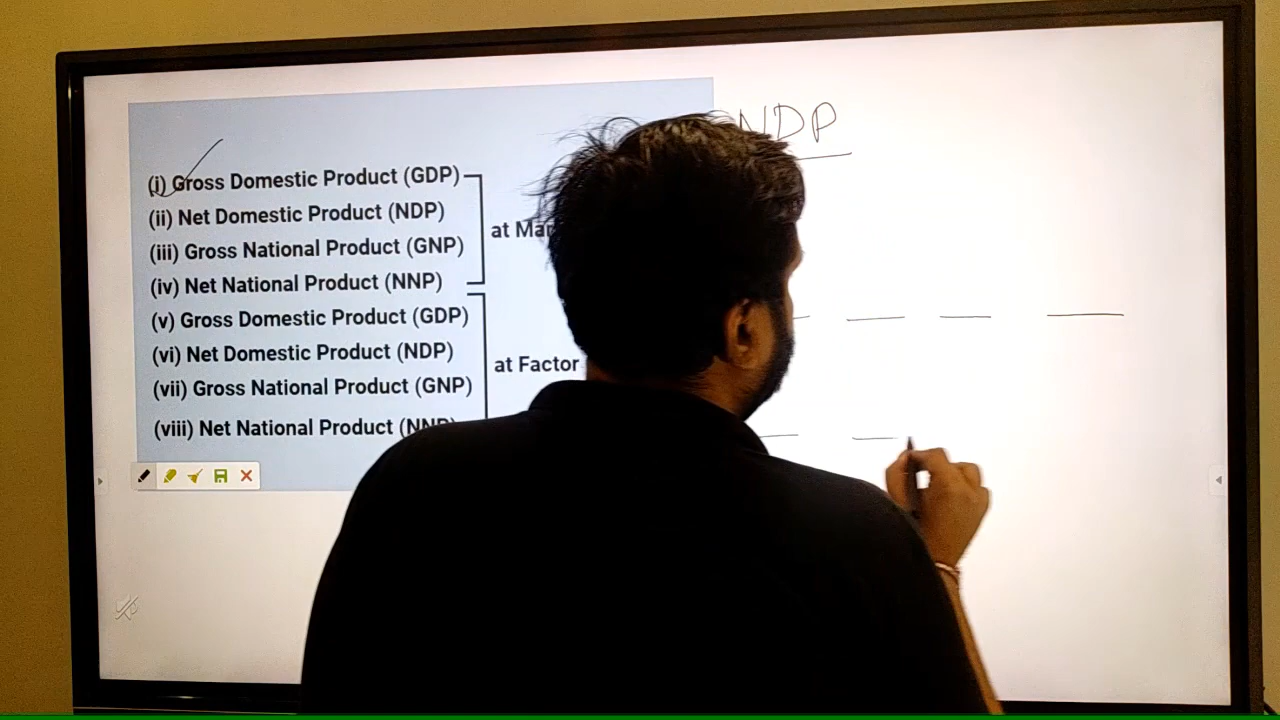 NDP
(i) Gross Domestic Product (GDP)
(ii) Net Domestic Product (NDP)
(iii) Gross National Product (GNP)
at
(iv) Net National Product (NNP)
(v) Gross Domestic Product (GDP)
(vi) Net Domestic Product (NDP)
at Factor
(vii) Gross National Product (GNP)
(viii) Net National Product (NNP)